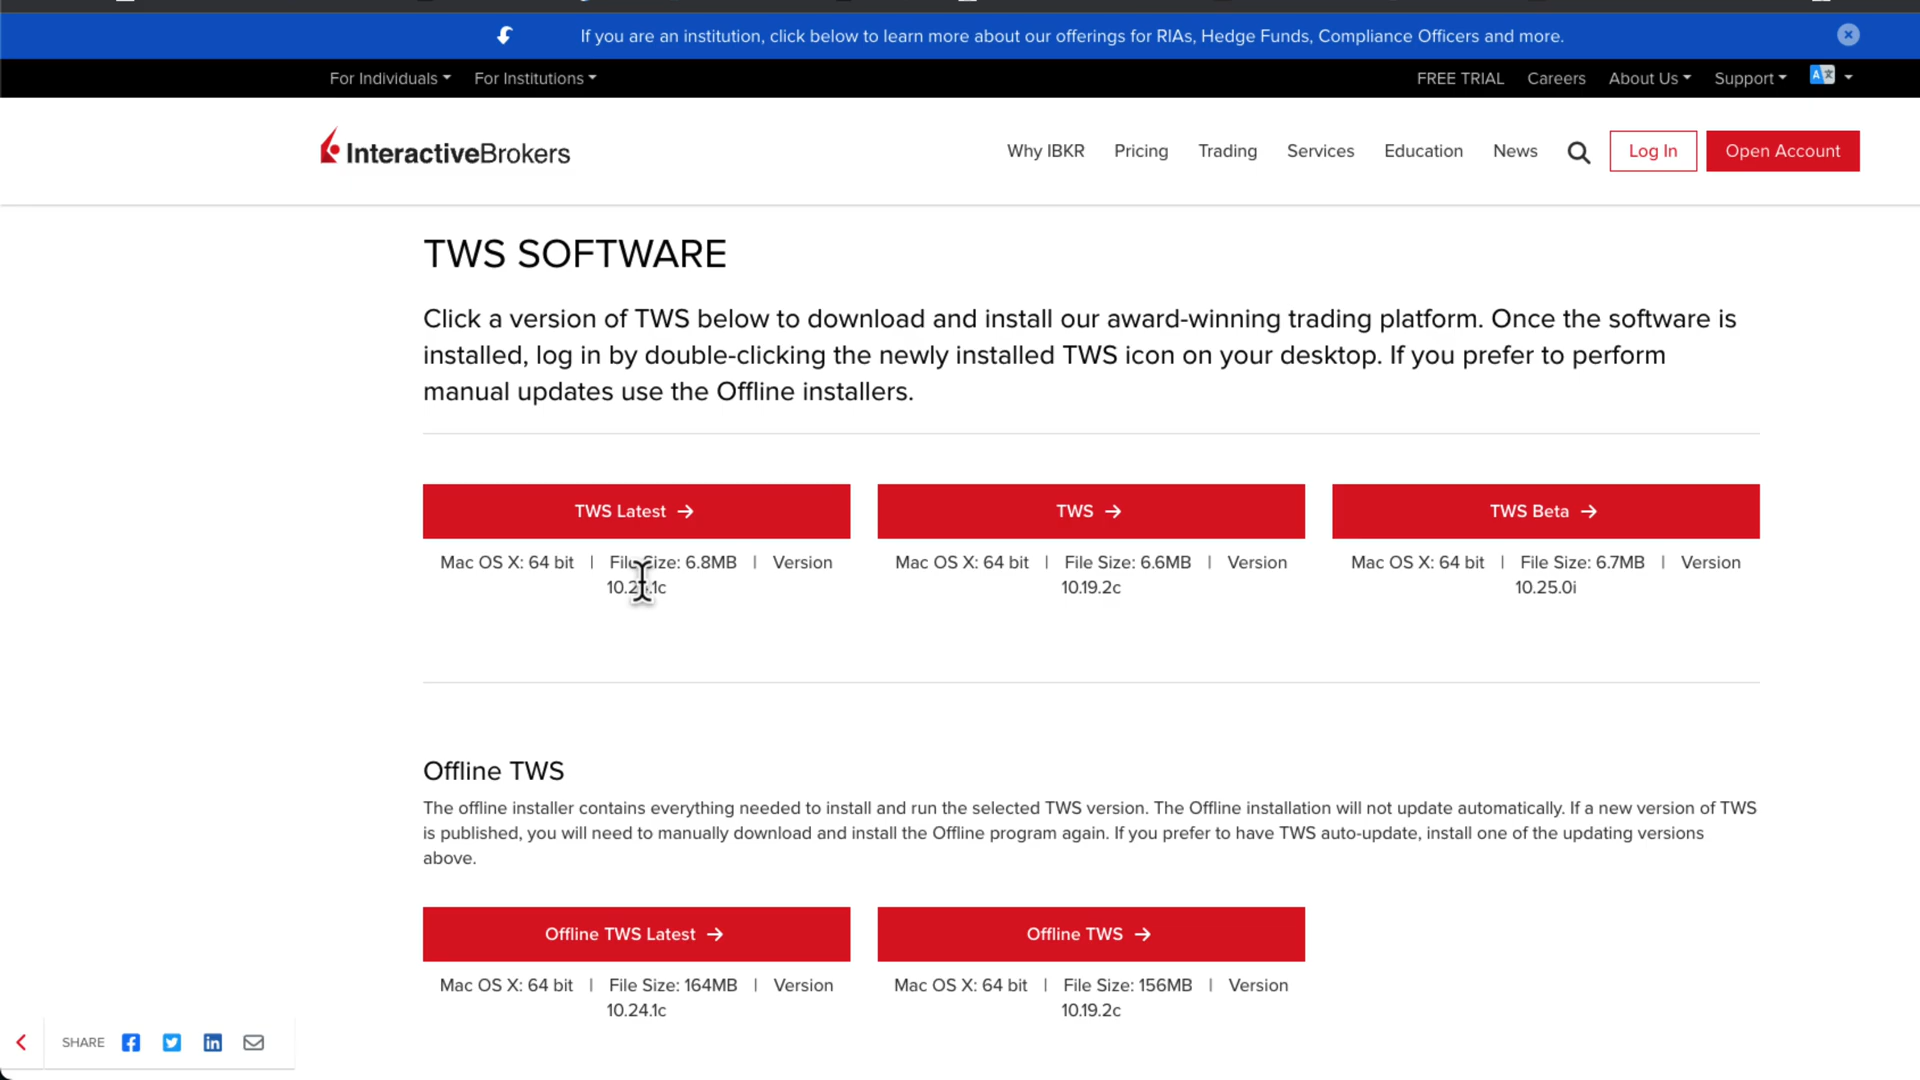 If you are an institution, click below to learn more about our offerings for RIAs, Hedge Funds, Compliance Officers and more.
For Individuals For Institutions FREE TRIAL Careers About Us Support
InteractiveBrokers Why IBKR Pricing Trading Services Education News Log In Open Account
TWS SOFTWARE
Click a version of TWS below to download and install our award-winning trading platform. Once the software is
installed, log in by double-clicking the newly installed TWS icon on your desktop. If you prefer to perform
manual updates use the Offline installers.
TWS Latest → TWS → TWS Beta →
Mac OS X: 64 bit | File Size: 6.8MB | Version
Mac OS X: 64 bit | File Size: 6.6MB | Version
10.19.2c
Mac OS X: 64 bit | File Size: 6.7MB | Version
10.25.0i
Offline TWS
The offline installer contains everything needed to install and run the selected TWS version. The Offline installation will not update automatically. If a new version of TWS
is published, you will need to manually download and install the Offline program again. If you prefer to have TWS auto-update, install one of the updating versions
above.
Offline TWS Latest → Offline TWS →
Mac OS X: 64 bit | File Size: 164MB | Version
10.24.1c
Mac OS X: 64 bit | File Size: 156MB | Version
10.19.2c
SHARE